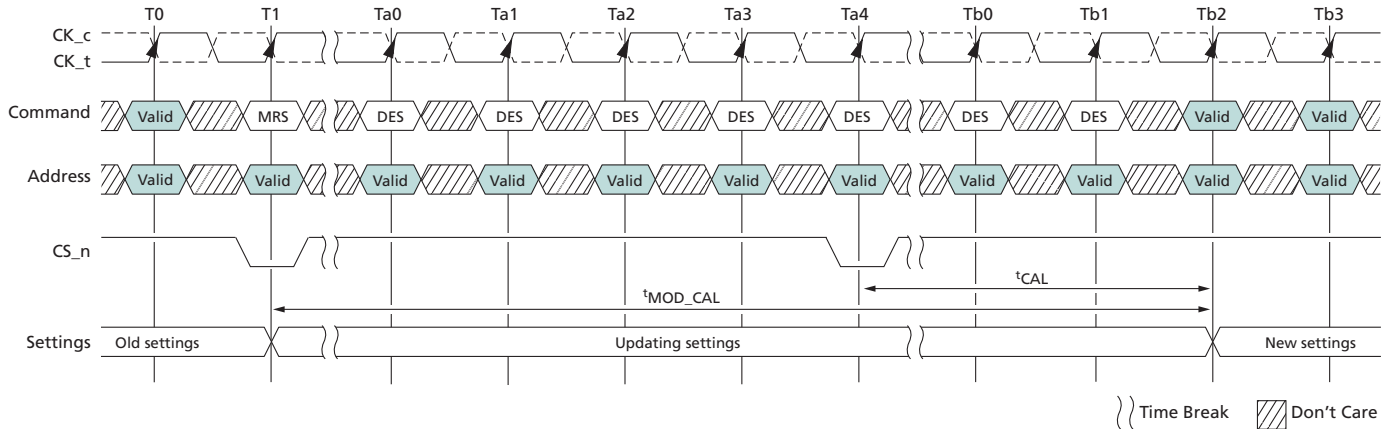 T0 T1 Ta0 Ta1 Ta2 Ta3 Ta4 Tb0 Tb1 Tb2 Tb3
CK_c
CK_t
Command Valid MRS DES DES DES DES DES DES DES Valid Valid
Address Valid Valid Valid Valid Valid Valid Valid Valid Valid Valid Valid
CS_n
tCAL
tMOD_CAL
Settings Old settings Updating settings New settings
Time Break Don't Care